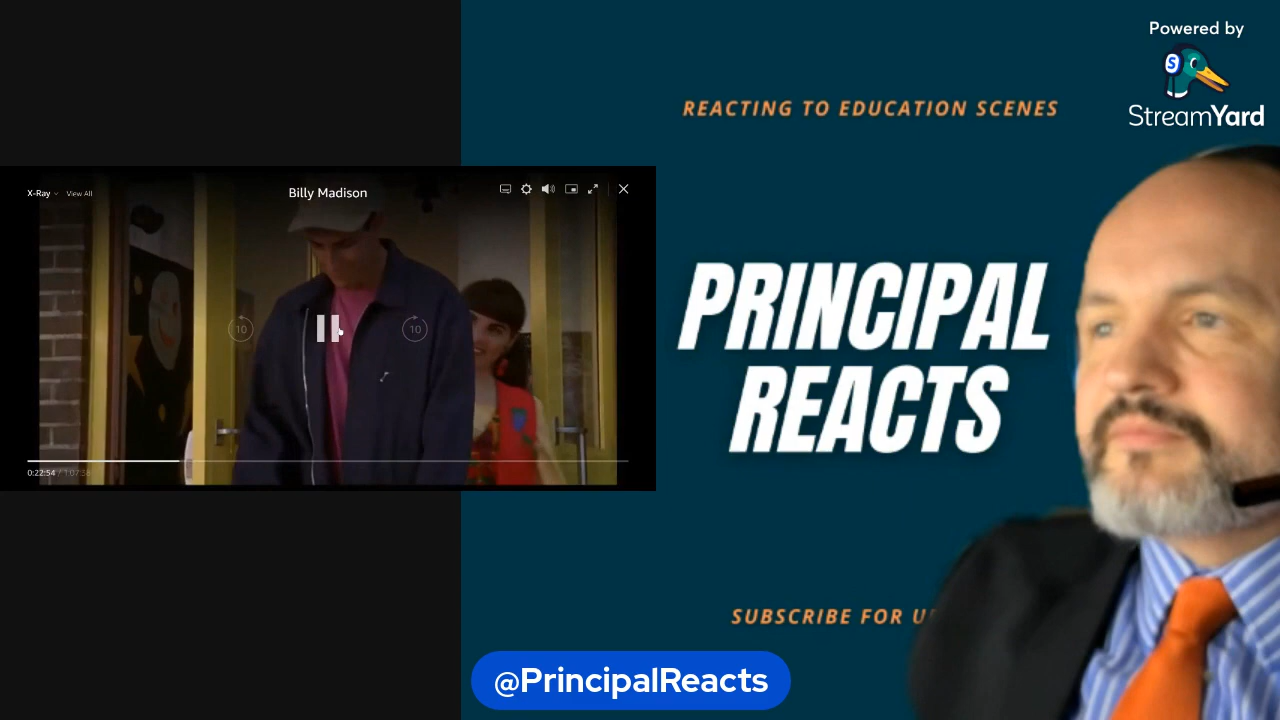 Powered by
StreamYard
REACTING TO EDUCATION SCENES
X-Ray View All
Billy Madison
PRINCIPAL
REACTS
10
10
0:22:54 /
SUBSCRIBE FOR
@PrincipalReacts